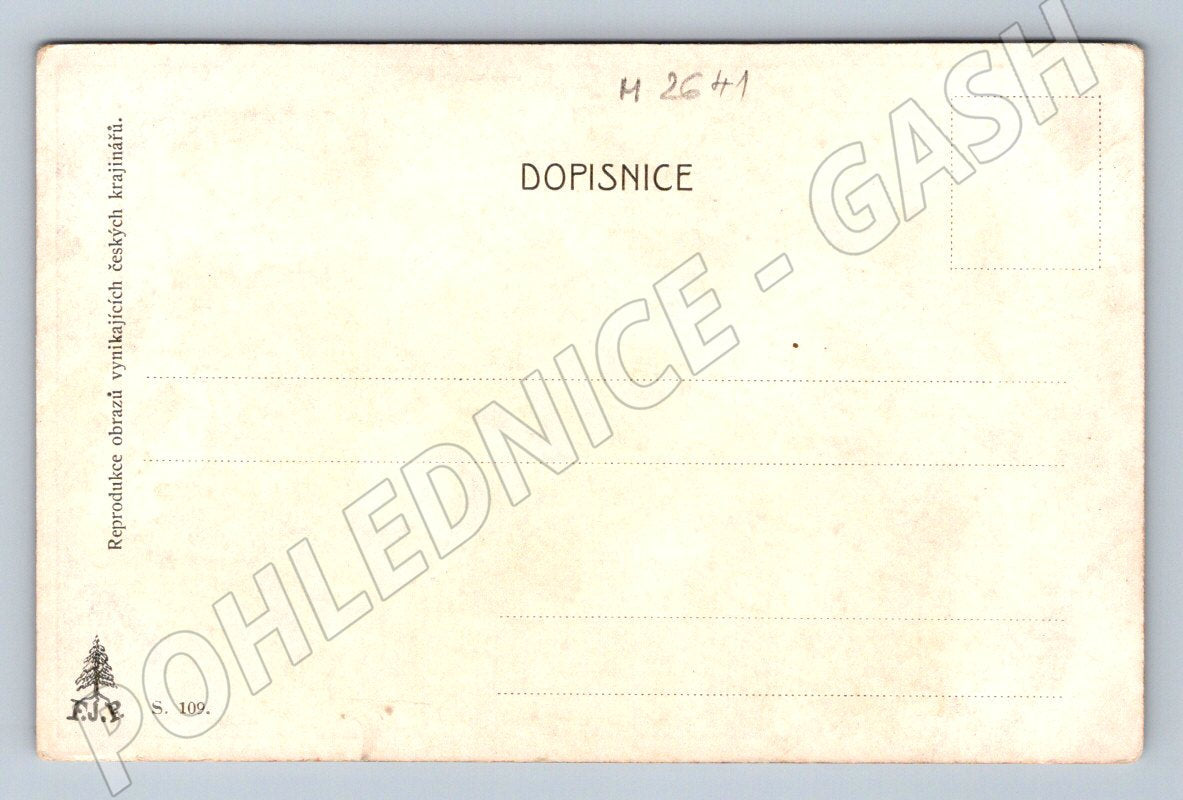 M 2641
DOPISNICE
Reprodukce obrazů vynikajících českých krajinářů.
F.J.P.
S. 109.
POHLEDNICE - GASH